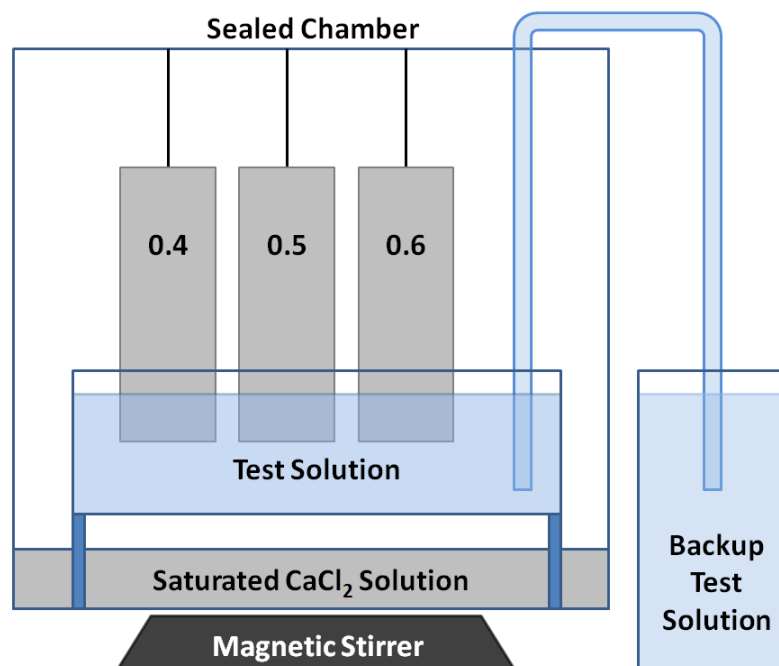 Sealed Chamber
0.4
0.5
0.6
Test Solution
Saturated CaCl₂ Solution
Magnetic Stirrer
Backup
Test
Solution